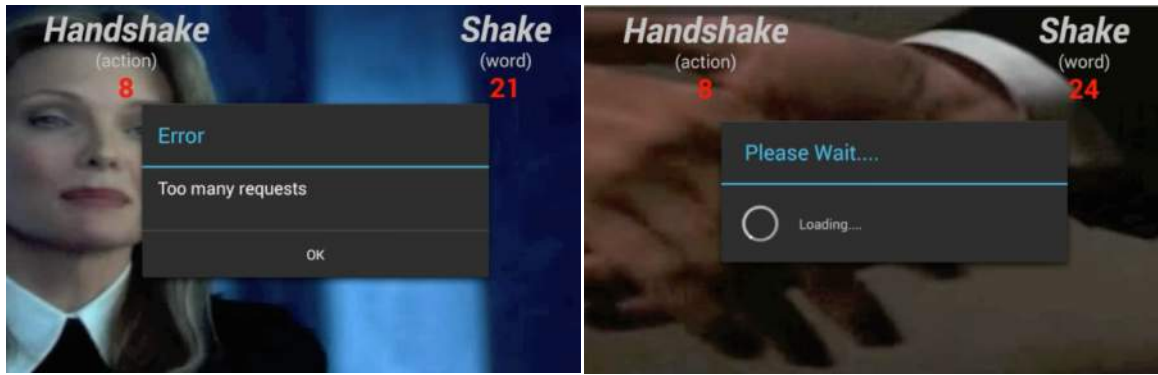 Handshake
(action)
8
Shake
(word)
21
Error
Too many requests
OK
Handshake
(action)
8
Shake
(word)
24
Please Wait....
Loading....